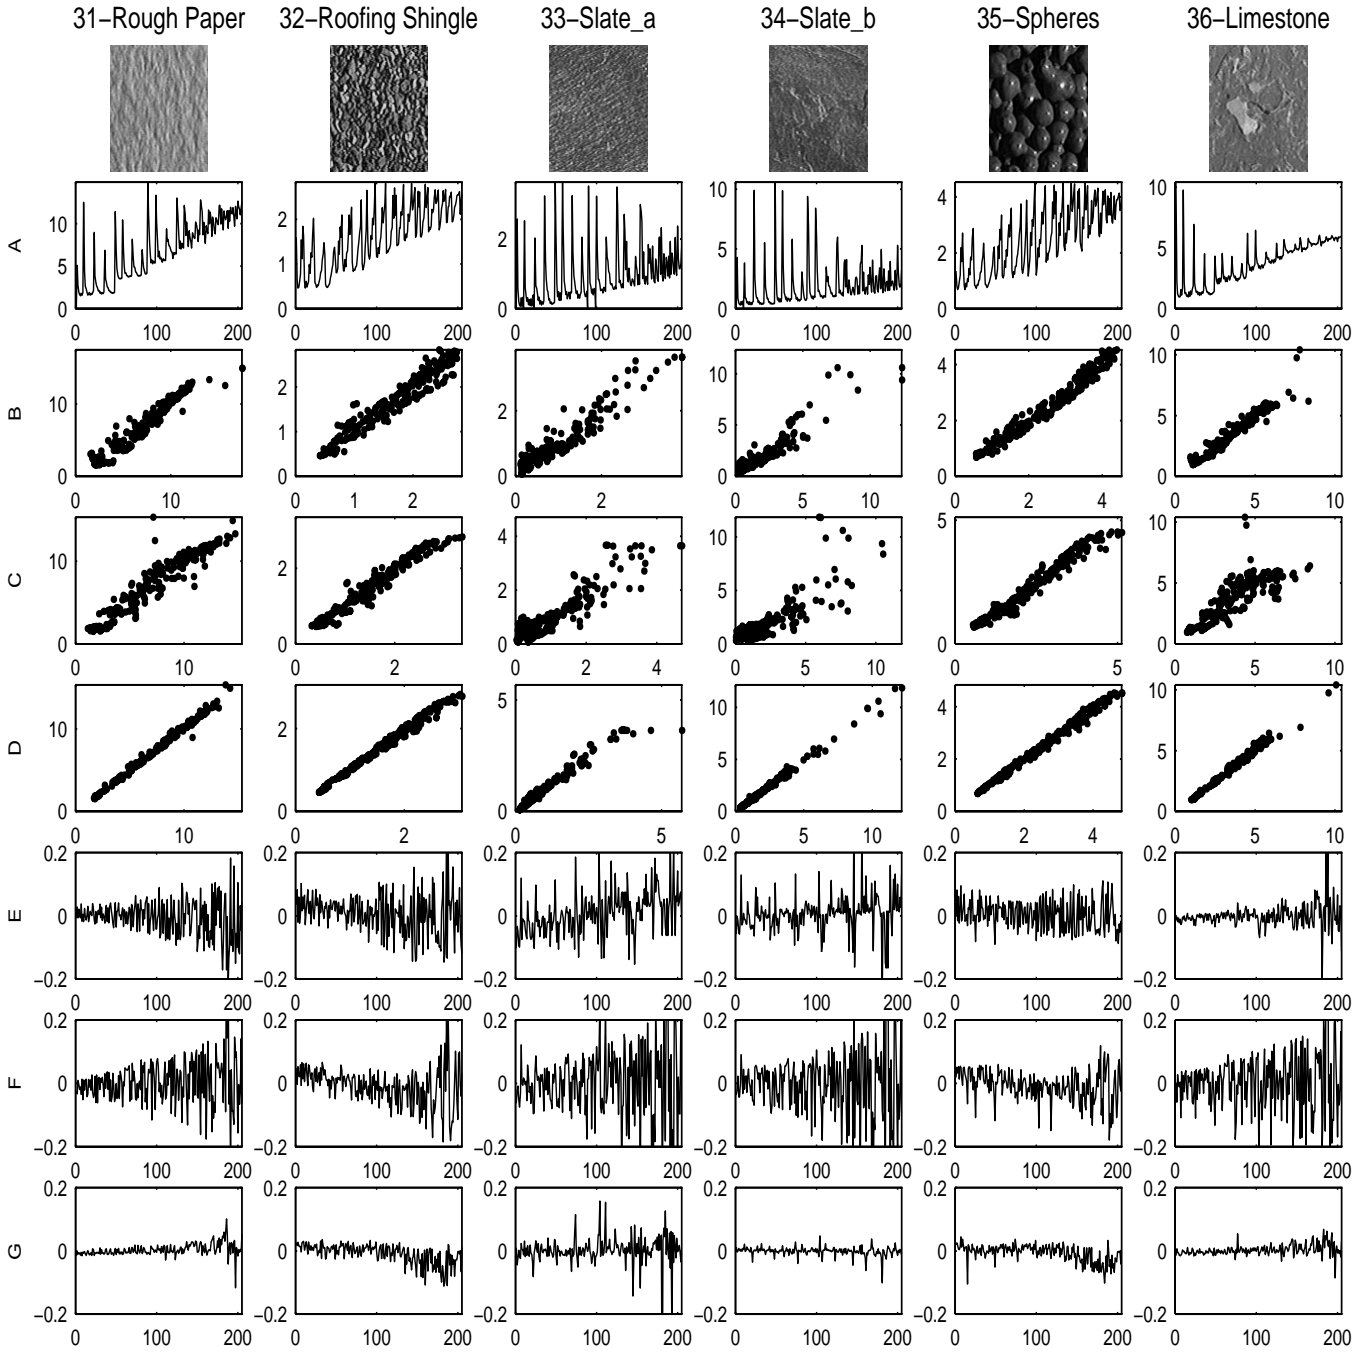 31−Rough Paper 32−Roofing Shingle 33−Slate_a 34−Slate_b 35−Spheres 36−Limestone
10 10
4
10 2
A 2 5 2 5
5 1
0 0 0 0 0 0
0 100 200 0 100 200 0 100 200 0 100 200 0 100 200 0 100 200
4 10
10 2 2 10
B 5 2 5
1
0 0 0 0 0 0
0 10 0 1 2 0 2 0 5 10 2 4 0 5 10
5 10
4 10
10 2
C 2 5 5
0 0 0 0 0 0
0 10 0 2 0 2 4 0 5 10 0 5 0 5 10
5 10 4 10
10 2
D 5 2 5
0 0 0 0 0 0
0 10 0 2 0 5 0 5 10 0 2 4 0 5 10
0.2 0.2 0.2 0.2 0.2 0.2
E 0 0 0 0 0 0
−0.2 −0.2 −0.2 −0.2 −0.2 −0.2
0 100 200 0 100 200 0 100 200 0 100 200 0 100 200 0 100 200
0.2 0.2 0.2 0.2 0.2 0.2
F 0 0 0 0 0 0
−0.2 −0.2 −0.2 −0.2 −0.2 −0.2
0 100 200 0 100 200 0 100 200 0 100 200 0 100 200 0 100 200
0.2 0.2 0.2 0.2 0.2 0.2
G 0 0 0 0 0 0
−0.2 −0.2 −0.2 −0.2 −0.2 −0.2
0 100 200 0 100 200 0 100 200 0 100 200 0 100 200 0 100 200